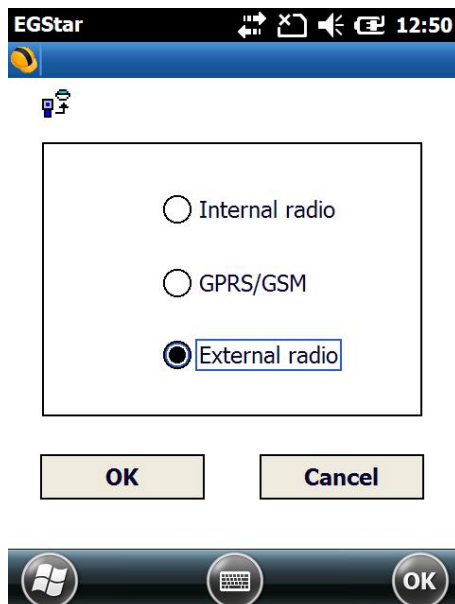 EGStar 12:50
Internal radio
GPRS/GSM
External radio
OK Cancel
OK